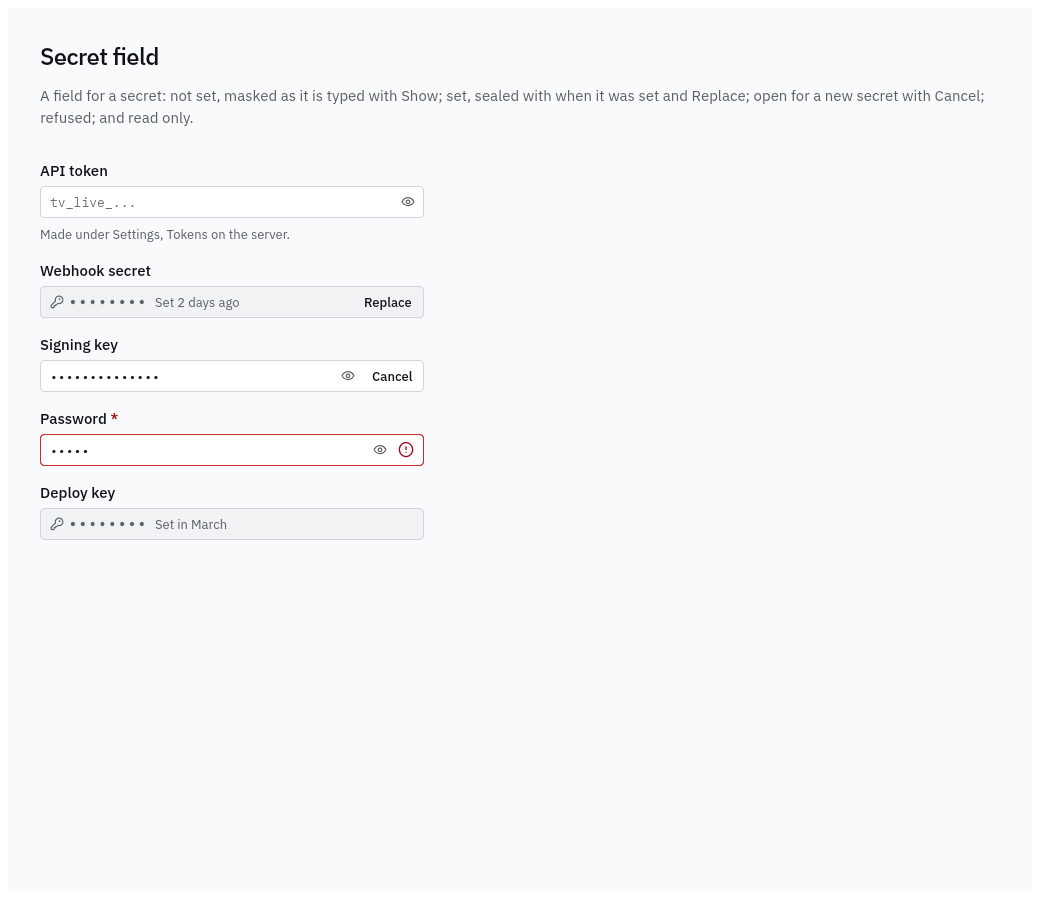 Secret field
A field for a secret: not set, masked as it is typed with Show; set, sealed with when it was set and Replace; open for a new secret with Cancel;
refused; and read only.
API token
tv_live_...
Made under Settings, Tokens on the server.
Webhook secret
•••••••• Set 2 days ago Replace
Signing key
•••••••••••••• Cancel
Password *
•••••
Deploy key
•••••••• Set in March